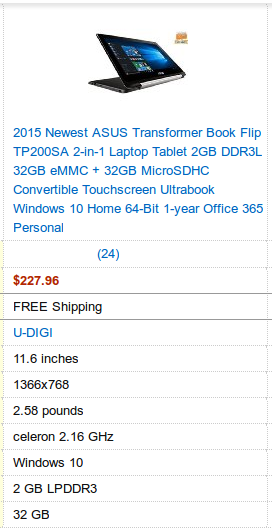 2015 Newest ASUS Transformer Book Flip
TP200SA 2-in-1 Laptop Tablet 2GB DDR3L
32GB eMMC + 32GB MicroSDHC
Convertible Touchscreen Ultrabook
Windows 10 Home 64-Bit 1-year Office 365
Personal
(24)
$227.96
FREE Shipping
U-DIGI
11.6 inches
1366x768
2.58 pounds
celeron 2.16 GHz
Windows 10
2 GB LPDDR3
32 GB